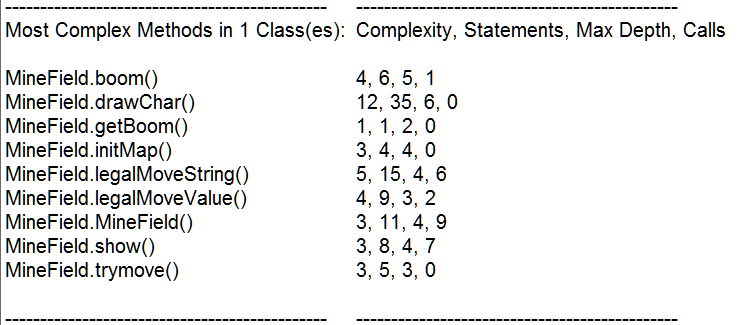 ----------------------------------------------- -----------------------------------------------
Most Complex Methods in 1 Class(es): Complexity, Statements, Max Depth, Calls
MineField.boom() 4, 6, 5, 1
MineField.drawChar() 12, 35, 6, 0
MineField.getBoom() 1, 1, 2, 0
MineField.initMap() 3, 4, 4, 0
MineField.legalMoveString() 5, 15, 4, 6
MineField.legalMoveValue() 4, 9, 3, 2
MineField.MineField() 3, 11, 4, 9
MineField.show() 3, 8, 4, 7
MineField.trymove() 3, 5, 3, 0
----------------------------------------------- -----------------------------------------------